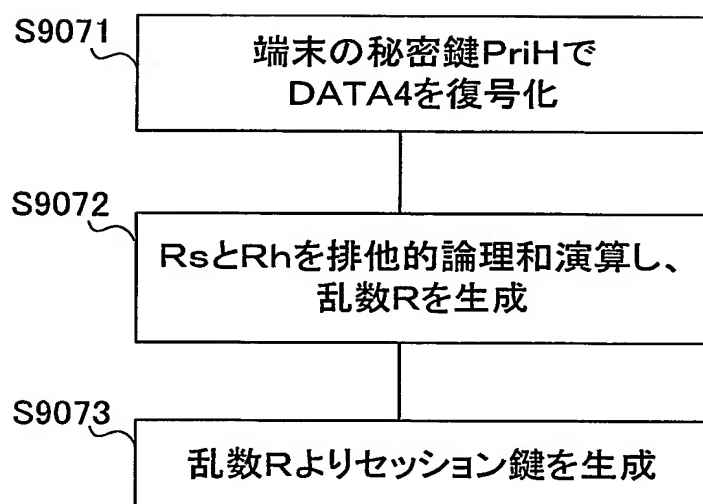 S9071
端末の秘密鍵PriHで
DATA4を復号化
S9072
RsとRhを排他的論理和演算し、
乱数Rを生成
S9073
乱数Rよりセッション鍵を生成